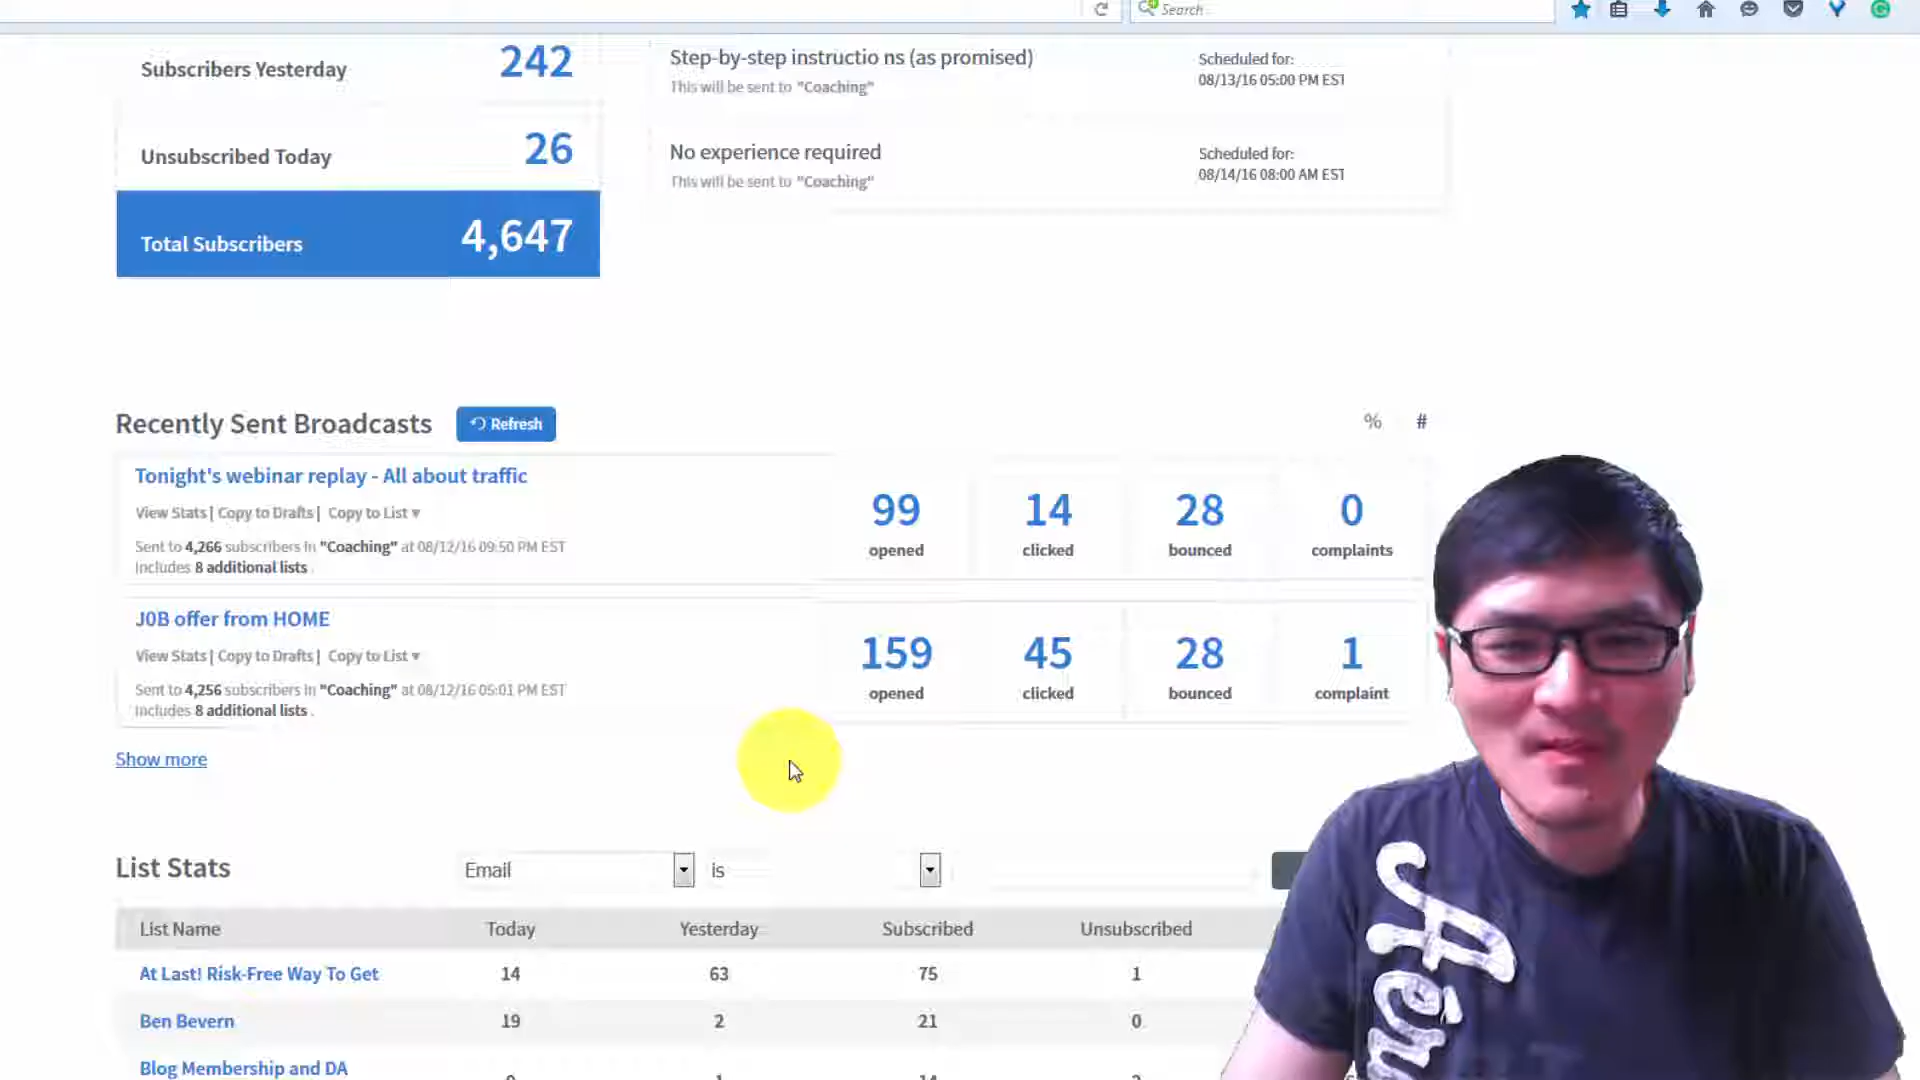 Search
Subscribers Yesterday 242
Step-by-step instructio ns (as promised)
This will be sent to "Coaching"
Scheduled for:
08/13/16 05:00 PM EST
Unsubscribed Today 26
No experience required
This will be sent to "Coaching"
Scheduled for:
08/14/16 08:00 AM EST
Total Subscribers 4,647
Recently Sent Broadcasts Refresh % #
Tonight's webinar replay - All about traffic
View Stats | Copy to Drafts | Copy to List ▾
Sent to 4,266 subscribers in "Coaching" at 08/12/16 09:50 PM EST
Includes 8 additional lists .
99 14 28 0
opened clicked bounced complaints
J0B offer from HOME
View Stats | Copy to Drafts | Copy to List ▾
Sent to 4,256 subscribers in "Coaching" at 08/12/16 05:01 PM EST
Includes 8 additional lists .
159 45 28 1
opened clicked bounced complaint
Show more
List Stats Email is
List Name Today Yesterday Subscribed Unsubscribed
At Last! Risk-Free Way To Get 14 63 75 1
Ben Bevern 19 2 21 0
Blog Membership and DA